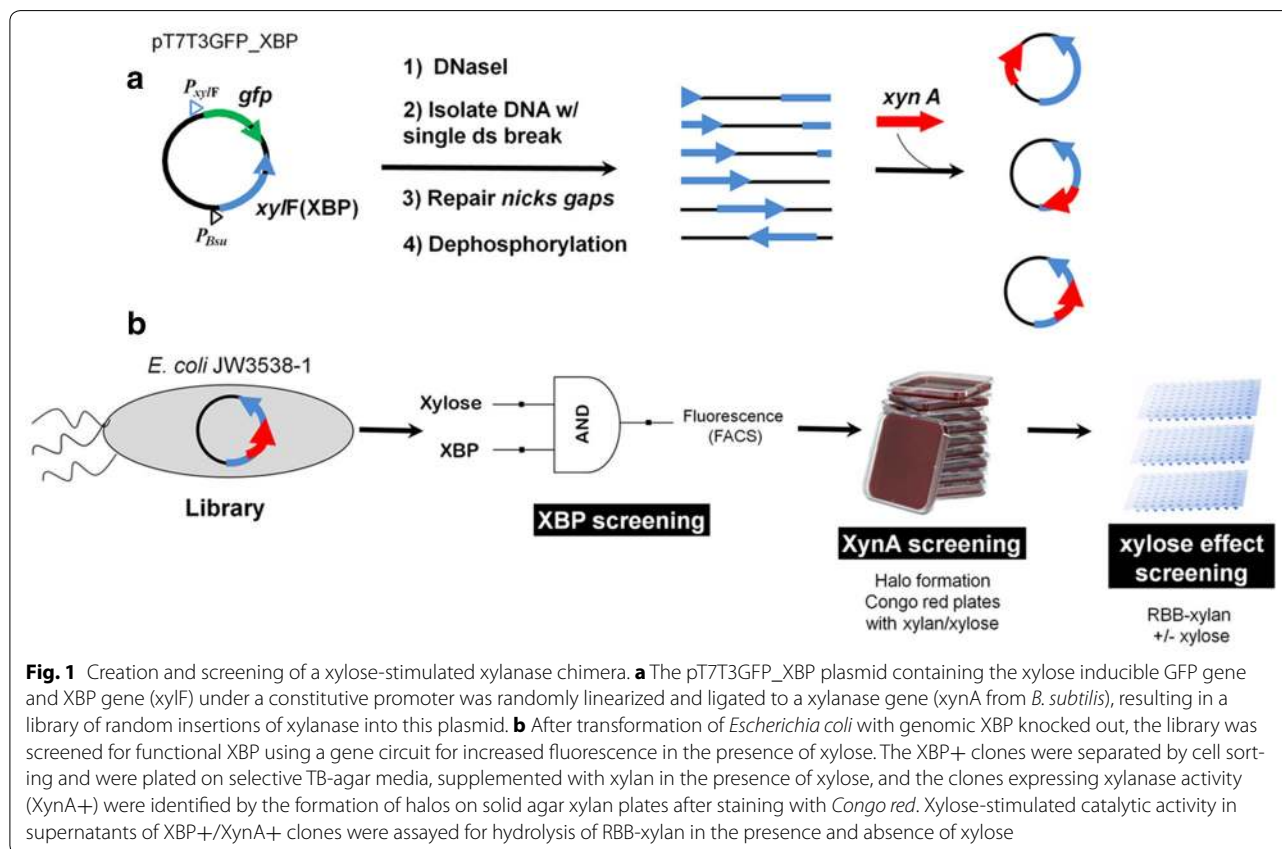 pT7T3GFP_XBP
a
PxylF
gfp
xylF(XBP)
PBsu
1) DNaseI
2) Isolate DNA w/
single ds break
3) Repair nicks gaps
4) Dephosphorylation
xyn A
b
E. coli JW3538-1
Library
Xylose
XBP
AND
Fluorescence
(FACS)
XBP screening
XynA screening
Halo formation
Congo red plates
with xylan/xylose
xylose effect
screening
RBB-xylan
+/- xylose
Fig. 1 Creation and screening of a xylose-stimulated xylanase chimera. a The pT7T3GFP_XBP plasmid containing the xylose inducible GFP gene
and XBP gene (xylF) under a constitutive promoter was randomly linearized and ligated to a xylanase gene (xynA from B. subtilis), resulting in a
library of random insertions of xylanase into this plasmid. b After transformation of Escherichia coli with genomic XBP knocked out, the library was
screened for functional XBP using a gene circuit for increased fluorescence in the presence of xylose. The XBP+ clones were separated by cell sort-
ing and were plated on selective TB-agar media, supplemented with xylan in the presence of xylose, and the clones expressing xylanase activity
(XynA+) were identified by the formation of halos on solid agar xylan plates after staining with Congo red. Xylose-stimulated catalytic activity in
supernatants of XBP+/XynA+ clones were assayed for hydrolysis of RBB-xylan in the presence and absence of xylose